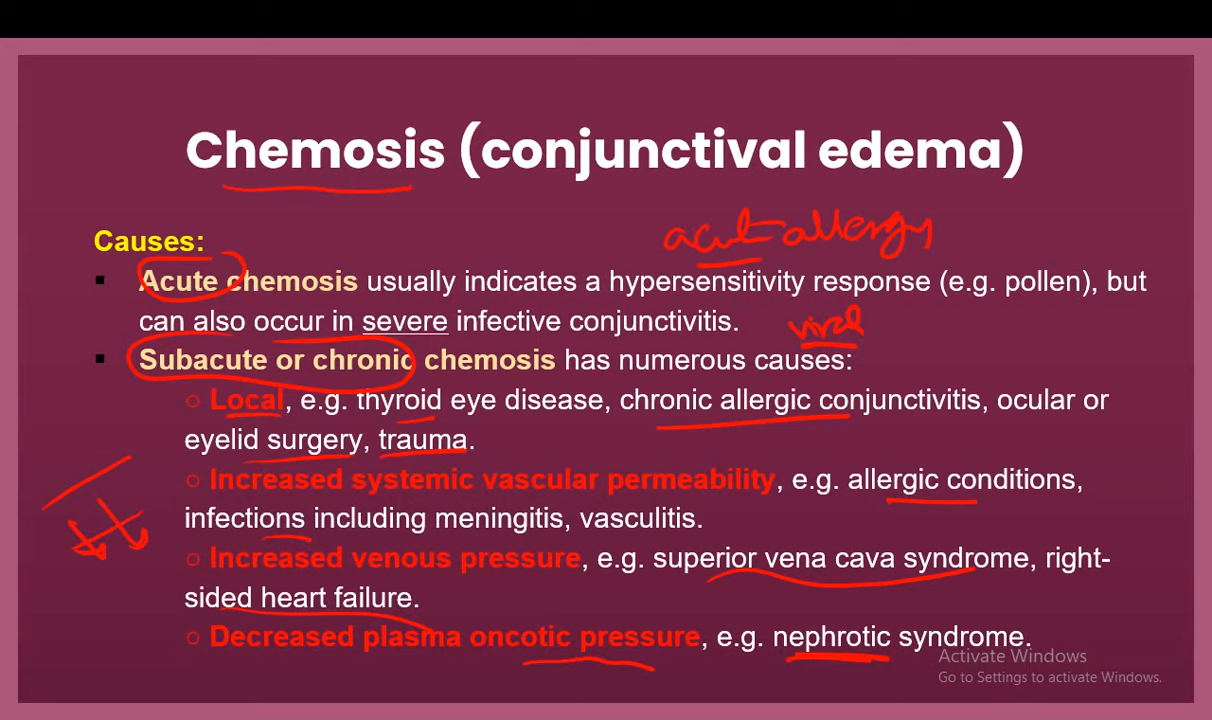 Chemosis (conjunctival edema)
acute allergy
Causes:
▪ Acute chemosis usually indicates a hypersensitivity response (e.g. pollen), but
can also occur in severe infective conjunctivitis.
viral
▪ Subacute or chronic chemosis has numerous causes:
○ Local, e.g. thyroid eye disease, chronic allergic conjunctivitis, ocular or
eyelid surgery, trauma.
○ Increased systemic vascular permeability, e.g. allergic conditions,
infections including meningitis, vasculitis.
○ Increased venous pressure, e.g. superior vena cava syndrome, right-
sided heart failure.
○ Decreased plasma oncotic pressure, e.g. nephrotic syndrome.
Activate Windows
Go to Settings to activate Windows.